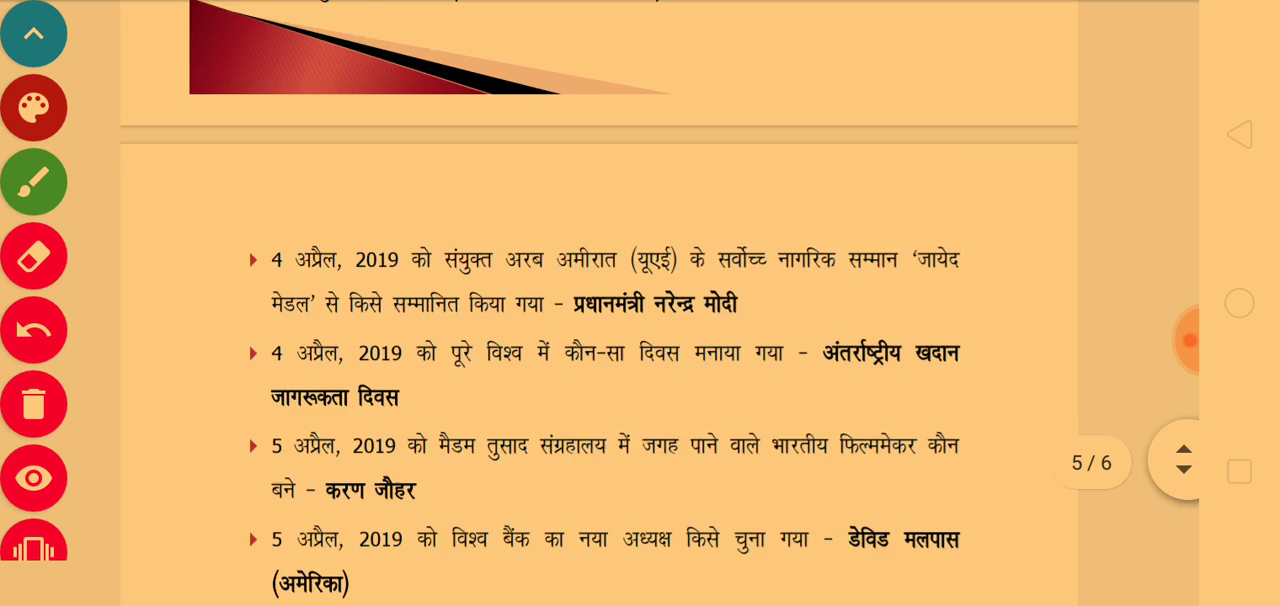 4 अप्रैल, 2019 को संयुक्त अरब अमीरात (यूएई) के सर्वोच्च नागरिक सम्मान ‘जायेद
मेडल’ से किसे सम्मानित किया गया - प्रधानमंत्री नरेन्द्र मोदी
4 अप्रैल, 2019 को पूरे विश्व में कौन-सा दिवस मनाया गया - अंतर्राष्ट्रीय खदान
जागरूकता दिवस
5 अप्रैल, 2019 को मैडम तुसाद संग्रहालय में जगह पाने वाले भारतीय फिल्ममेकर कौन
बने - करण जौहर
5 / 6
5 अप्रैल, 2019 को विश्व बैंक का नया अध्यक्ष किसे चुना गया - डेविड मलपास
(अमेरिका)